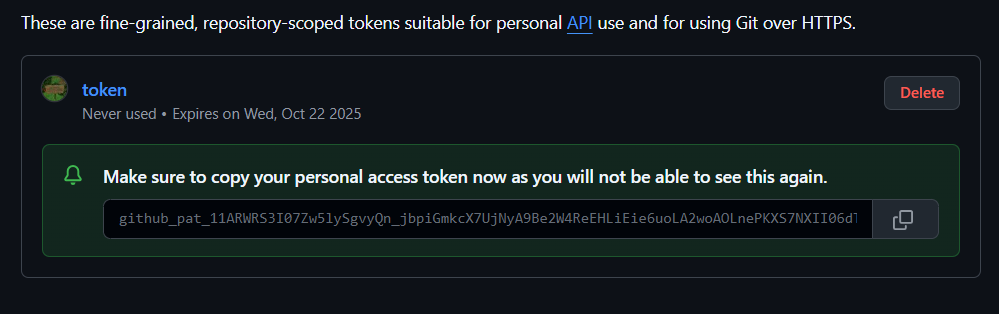 These are fine-grained, repository-scoped tokens suitable for personal API use and for using Git over HTTPS.
token
Delete
Never used • Expires on Wed, Oct 22 2025
Make sure to copy your personal access token now as you will not be able to see this again.